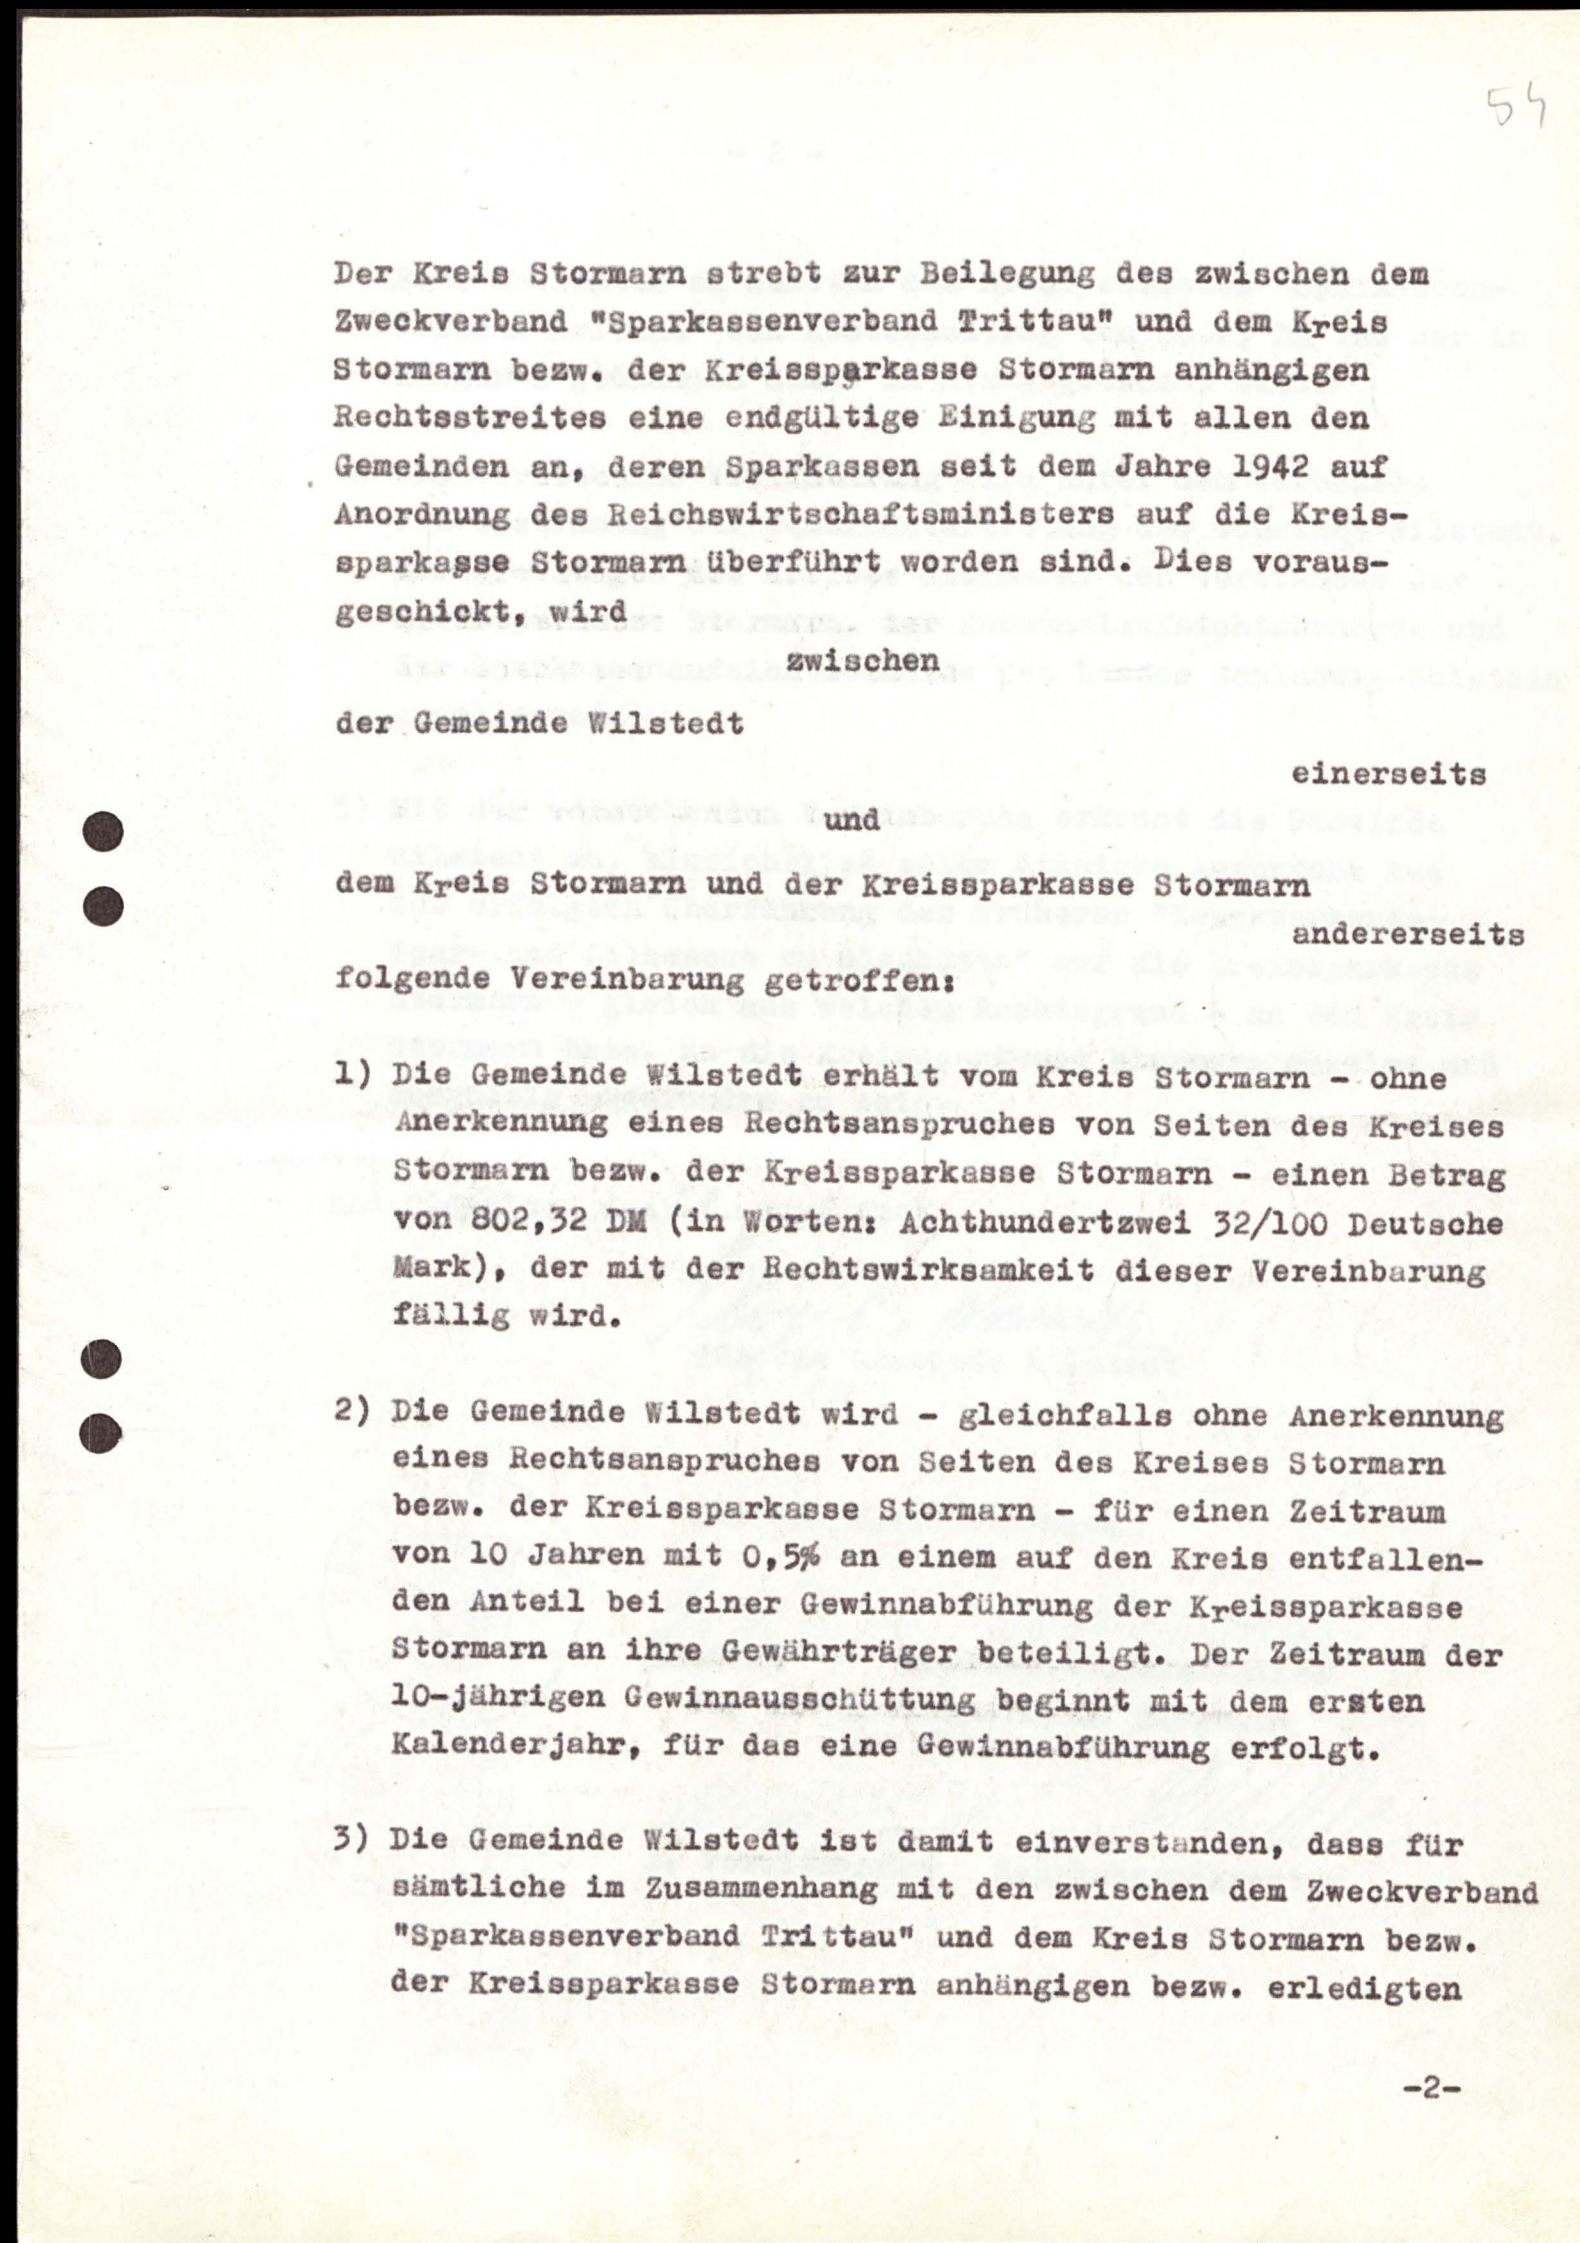 54
Der Kreis Stormarn strebt zur Beilegung des zwischen dem
Zweckverband "Sparkassenverband Trittau" und dem Kreis
Stormarn bezw. der Kreissparkasse Stormarn anhängigen
Rechtsstreites eine endgültige Einigung mit allen den
Gemeinden an, deren Sparkassen seit dem Jahre 1942 auf
Anordnung des Reichswirtschaftsministers auf die Kreis-
sparkasse Stormarn überführt worden sind. Dies voraus-
geschickt, wird
zwischen
der Gemeinde Wilstedt
einerseits
und
dem Kreis Stormarn und der Kreissparkasse Stormarn
andererseits
folgende Vereinbarung getroffen:
1) Die Gemeinde Wilstedt erhält vom Kreis Stormarn - ohne
Anerkennung eines Rechtsanspruches von Seiten des Kreises
Stormarn bezw. der Kreissparkasse Stormarn - einen Betrag
von 802,32 DM (in Worten: Achthundertzwei 32/100 Deutsche
Mark), der mit der Rechtswirksamkeit dieser Vereinbarung
fällig wird.
2) Die Gemeinde Wilstedt wird - gleichfalls ohne Anerkennung
eines Rechtsanspruches von Seiten des Kreises Stormarn
bezw. der Kreissparkasse Stormarn - für einen Zeitraum
von 10 Jahren mit 0,5% an einem auf den Kreis entfallen-
den Anteil bei einer Gewinnabführung der Kreissparkasse
Stormarn an ihre Gewährträger beteiligt. Der Zeitraum der
10-jährigen Gewinnausschüttung beginnt mit dem ersten
Kalenderjahr, für das eine Gewinnabführung erfolgt.
3) Die Gemeinde Wilstedt ist damit einverstanden, dass für
sämtliche im Zusammenhang mit den zwischen dem Zweckverband
"Sparkassenverband Trittau" und dem Kreis Stormarn bezw.
der Kreissparkasse Stormarn anhängigen bezw. erledigten
-2-